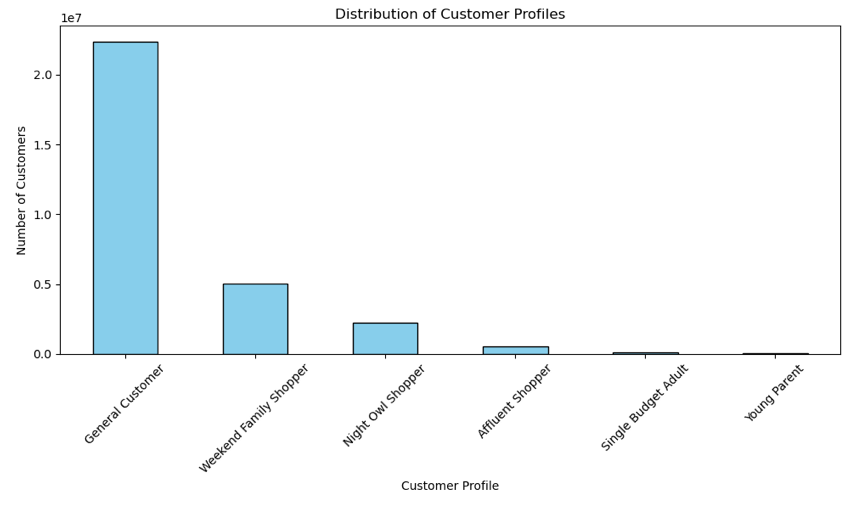 Distribution of Customer Profiles
1e7
2.0
1.5
1.0
0.5
0.0
Number of Customers
General Customer
Weekend Family Shopper
Night Owl Shopper
Affluent Shopper
Single Budget Adult
Young Parent
Customer Profile